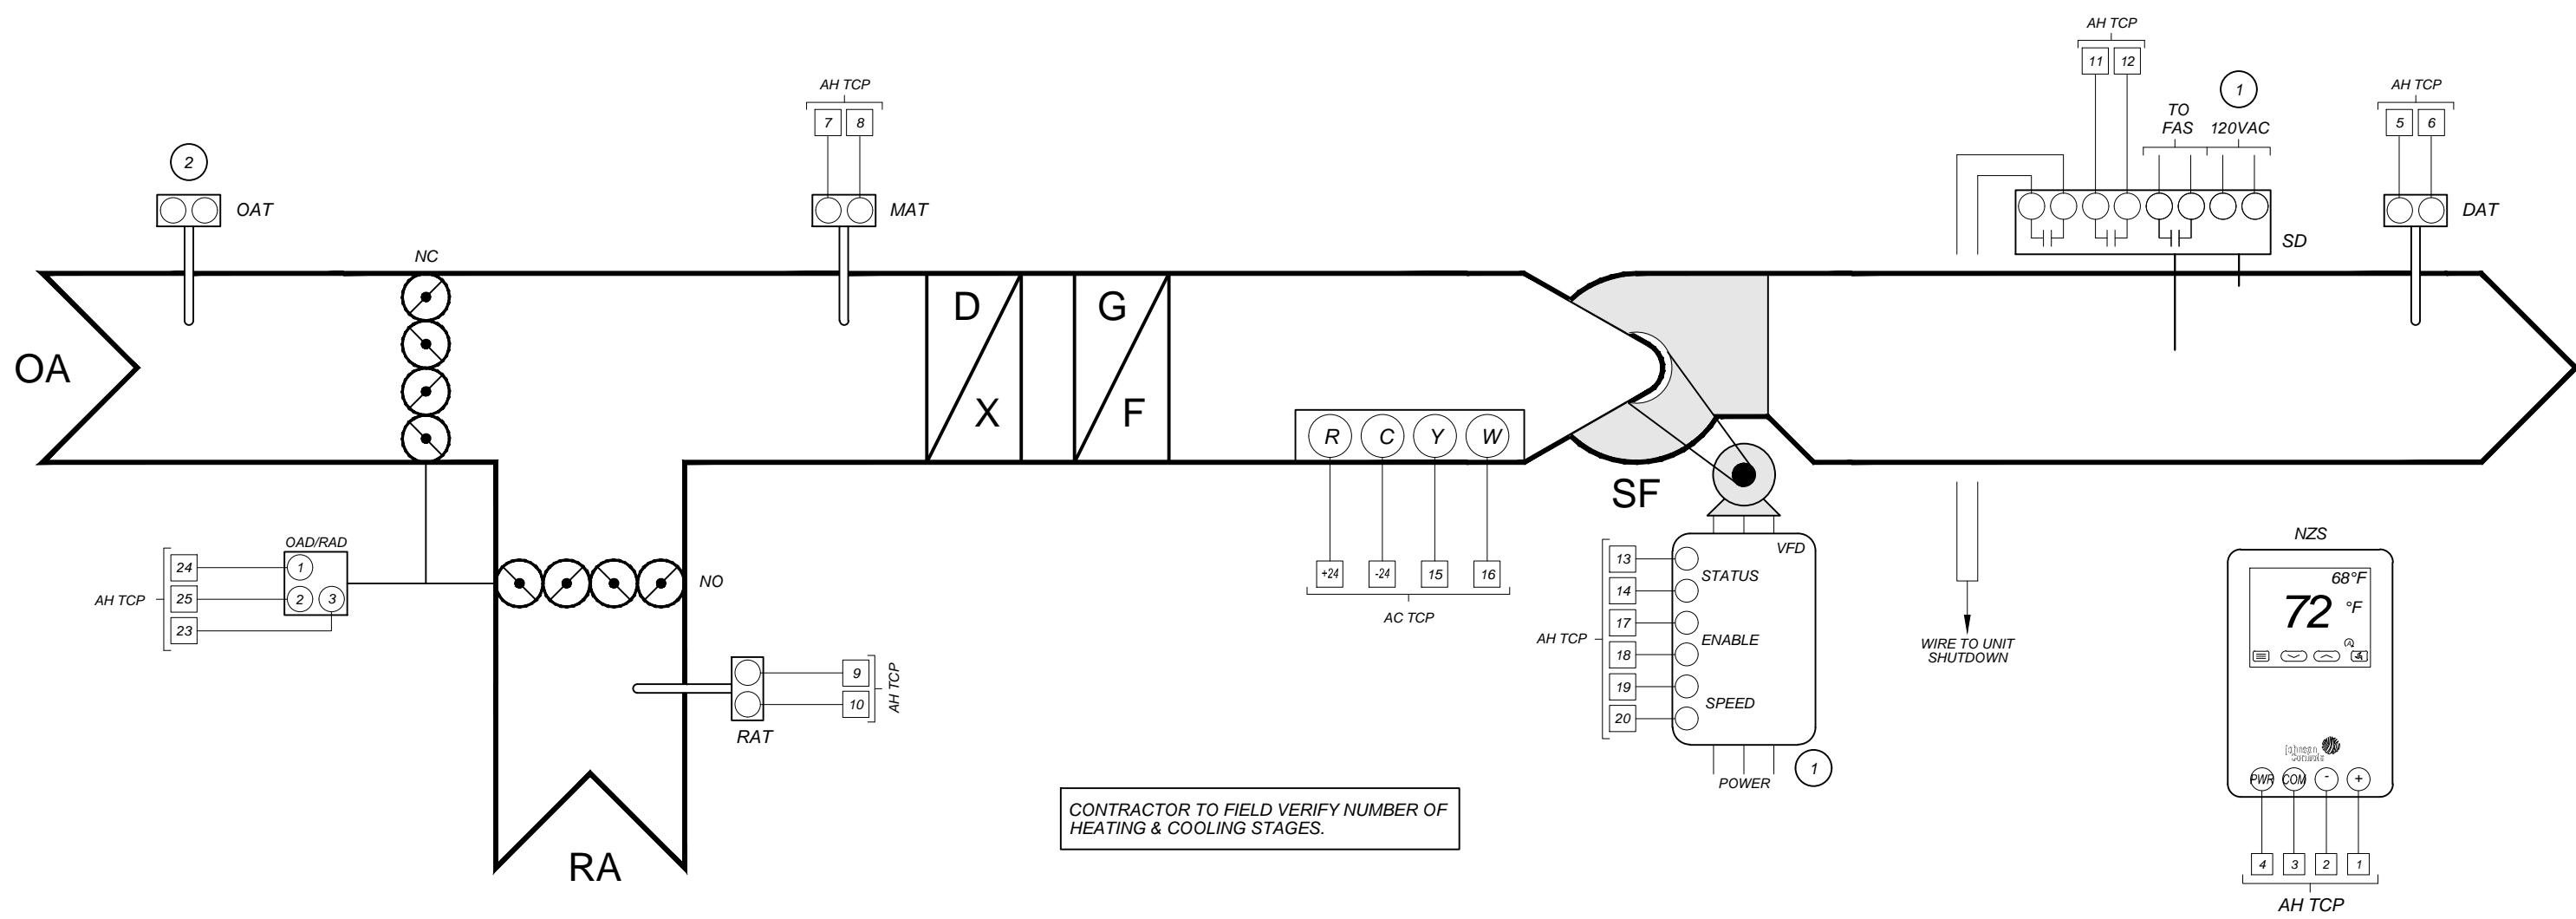 AH TCP
11 12
1
TO
FAS
120VAC
AH TCP
7 8
AH TCP
5 6
2
OAT
MAT
SD
DAT
NC
OA
D
X
G
F
R C Y W
SF
+24 -24 15 16
AC TCP
OAD/RAD
24
25
23
1
2 3
AH TCP
NO
9
10
AH TCP
RAT
RA
VFD
13
14
17
18
19
20
STATUS
ENABLE
SPEED
AH TCP
POWER
1
WIRE TO UNIT
SHUTDOWN
NZS
68°F
72 °F
Johnson
Controls
PWR COM - +
4 3 2 1
AH TCP
CONTRACTOR TO FIELD VERIFY NUMBER OF
HEATING & COOLING STAGES.